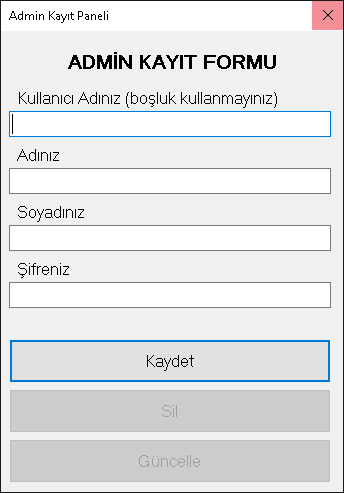 Admin Kayıt Paneli
ADMİN KAYIT FORMU
Kullanıcı Adınız (boşluk kullanmayınız)
Adınız
Soyadınız
Şifreniz
Kaydet
Sil
Güncelle